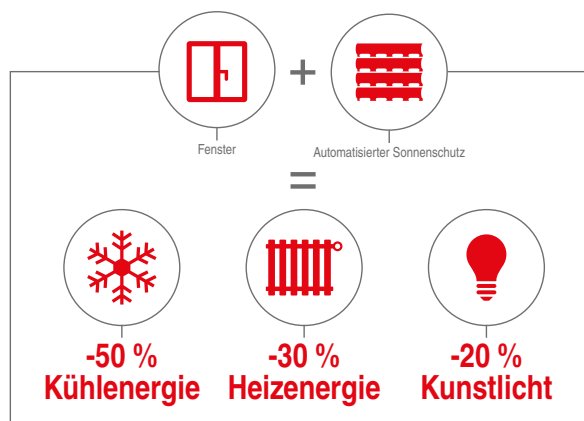 +
Fenster
Automatisierter Sonnenschutz
=
-50 %
Kühlenergie
-30 %
Heizenergie
-20 %
Kunstlicht